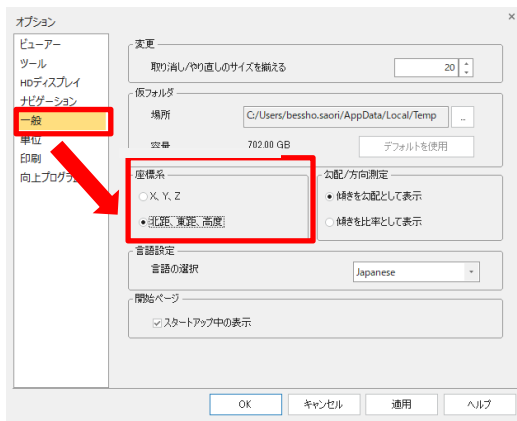 オプション
×
ビューアー
ツール
HDディスプレイ
ナビゲーション
一般
単位
印刷
向上プログラ
変更
取り消し/やり直しのサイズを揃える
20
仮フォルダ
場所
C:/Users/bessho.saori/AppData/Local/Temp
..
容量
702.00 GB
デフォルトを使用
座標系
X, Y, Z
北距、東距、高度
勾配/方向測定
傾きを勾配として表示
傾きを比率として表示
言語設定
言語の選択
Japanese
開始ページ
スタートアップ中の表示
OK
キャンセル
適用
ヘルプ